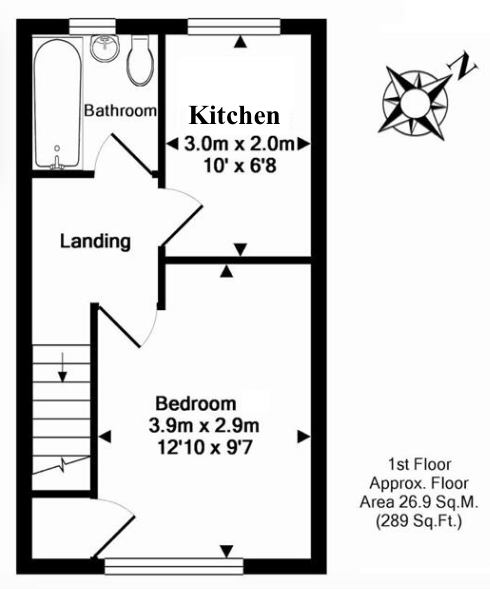 Bathroom
Kitchen
3.0m x 2.0m
10' x 6'8
N
Landing
Bedroom
3.9m x 2.9m
12'10 x 9'7
1st Floor
Approx. Floor
Area 26.9 Sq.M.
(289 Sq.Ft.)